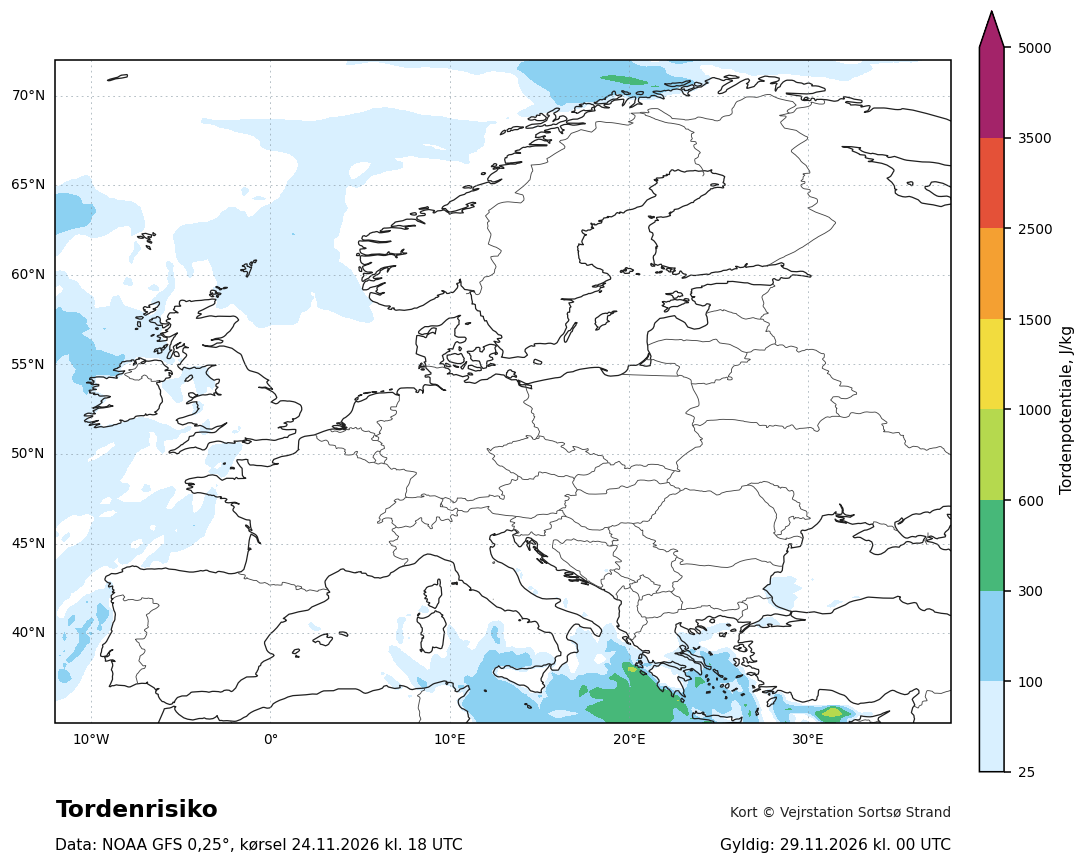 70°N
65°N
60°N
55°N
50°N
45°N
40°N
10°W
0°
10°E
20°E
30°E
5000
3500
2500
1500
1000
600
300
100
25
Tordenpotentiale, J/kg
Tordenrisiko
Kort © Vejrstation Sortsø Strand
Data: NOAA GFS 0,25°, kørsel 24.11.2026 kl. 18 UTC
Gyldig: 29.11.2026 kl. 00 UTC